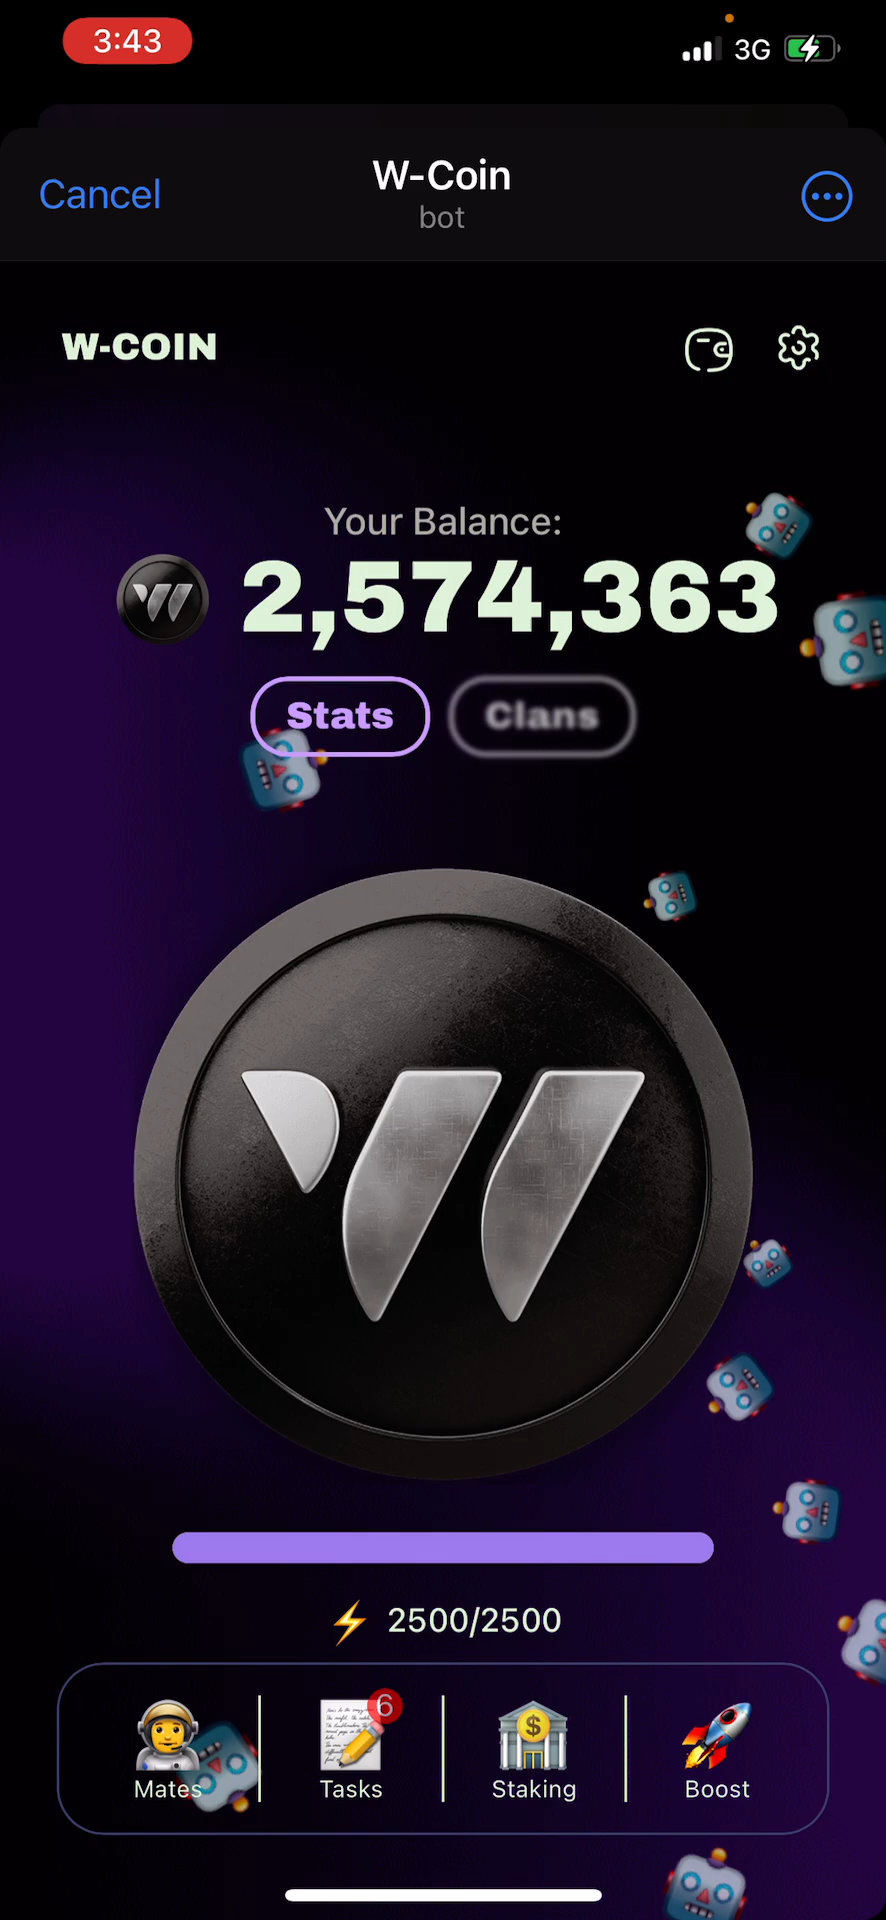 3:43
3G
Cancel
W-Coin
bot
W-COIN
Your Balance:
2,574,363
Stats
Clans
2500/2500
6
Mates
Tasks
Staking
Boost